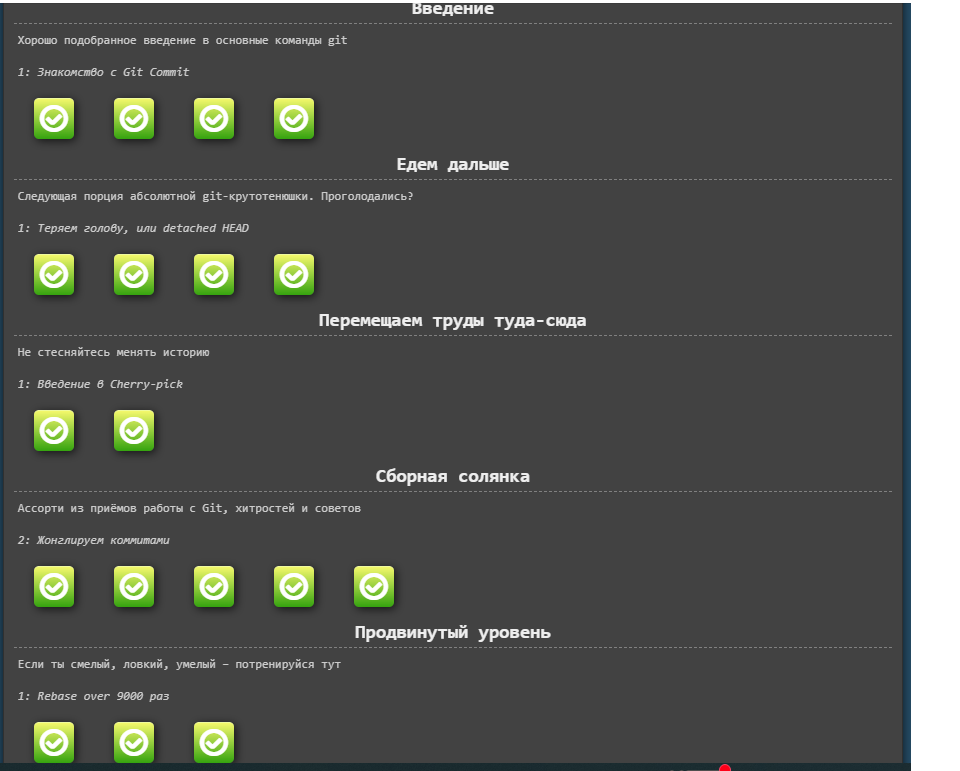 Введение
Хорошо подобранное введение в основные команды git
1: Знакомство с Git Commit
Едем дальше
Следующая порция абсолютной git-крутотенюшки. Проголодались?
1: Теряем голову, или detached HEAD
Перемещаем труды туда-сюда
Не стесняйтесь менять историю
1: Введение в Cherry-pick
Сборная солянка
Ассорти из приёмов работы с Git, хитростей и советов
2: Жонглируем коммитами
Продвинутый уровень
Если ты смелый, ловкий, умелый – потренируйся тут
1: Rebase over 9000 раз